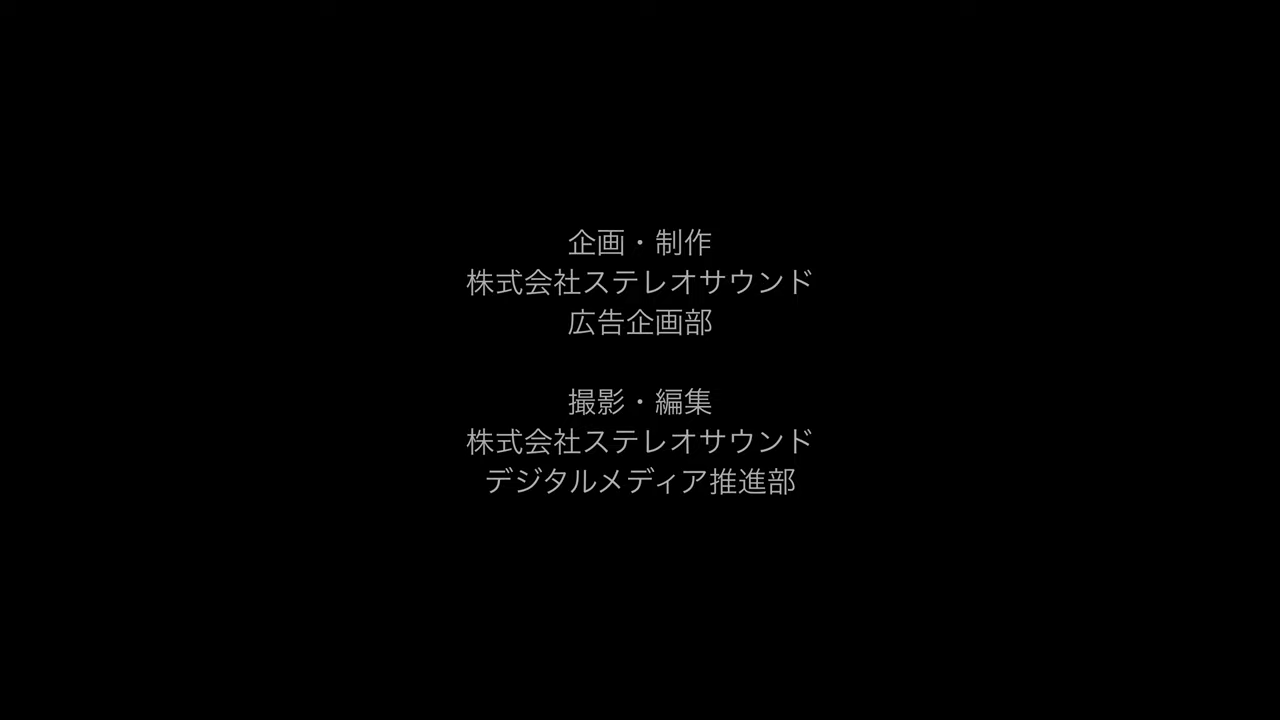 企画・制作
株式会社ステレオサウンド
広告企画部
撮影・編集
株式会社ステレオサウンド
デジタルメディア推進部